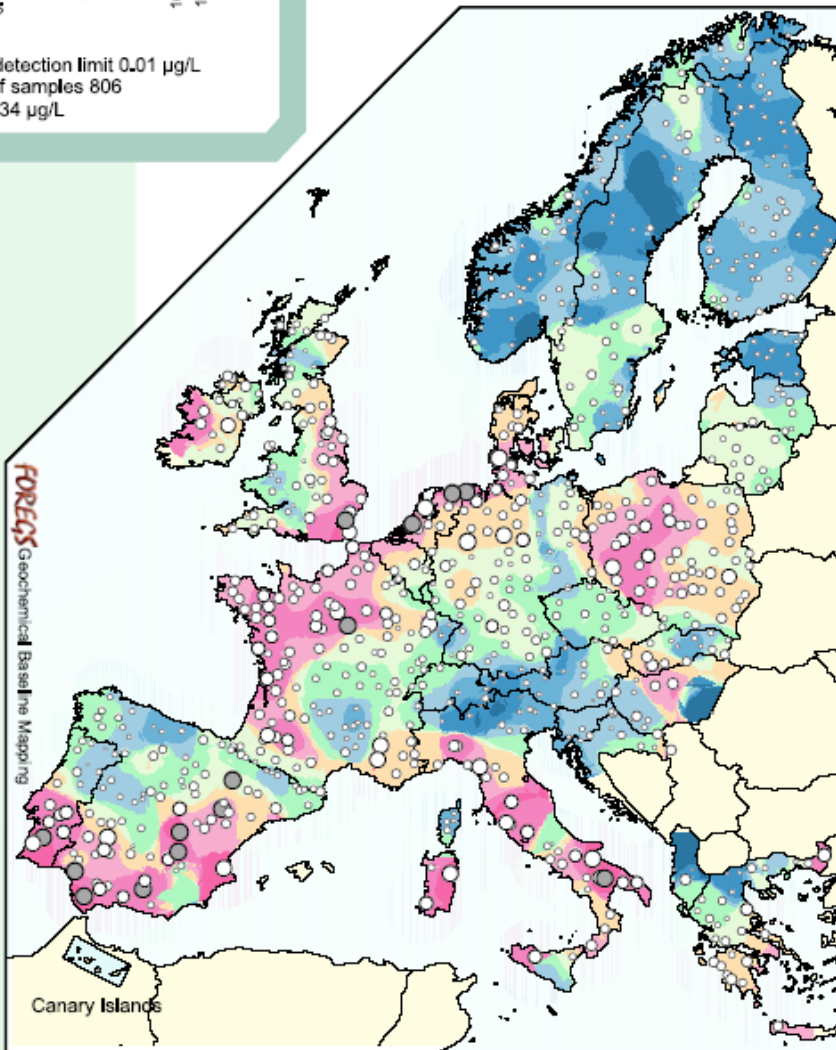 detection limit 0.01 µg/L
f samples 806
34 µg/L
FOREGS Geochemical Baseline Mapping
Canary Islands